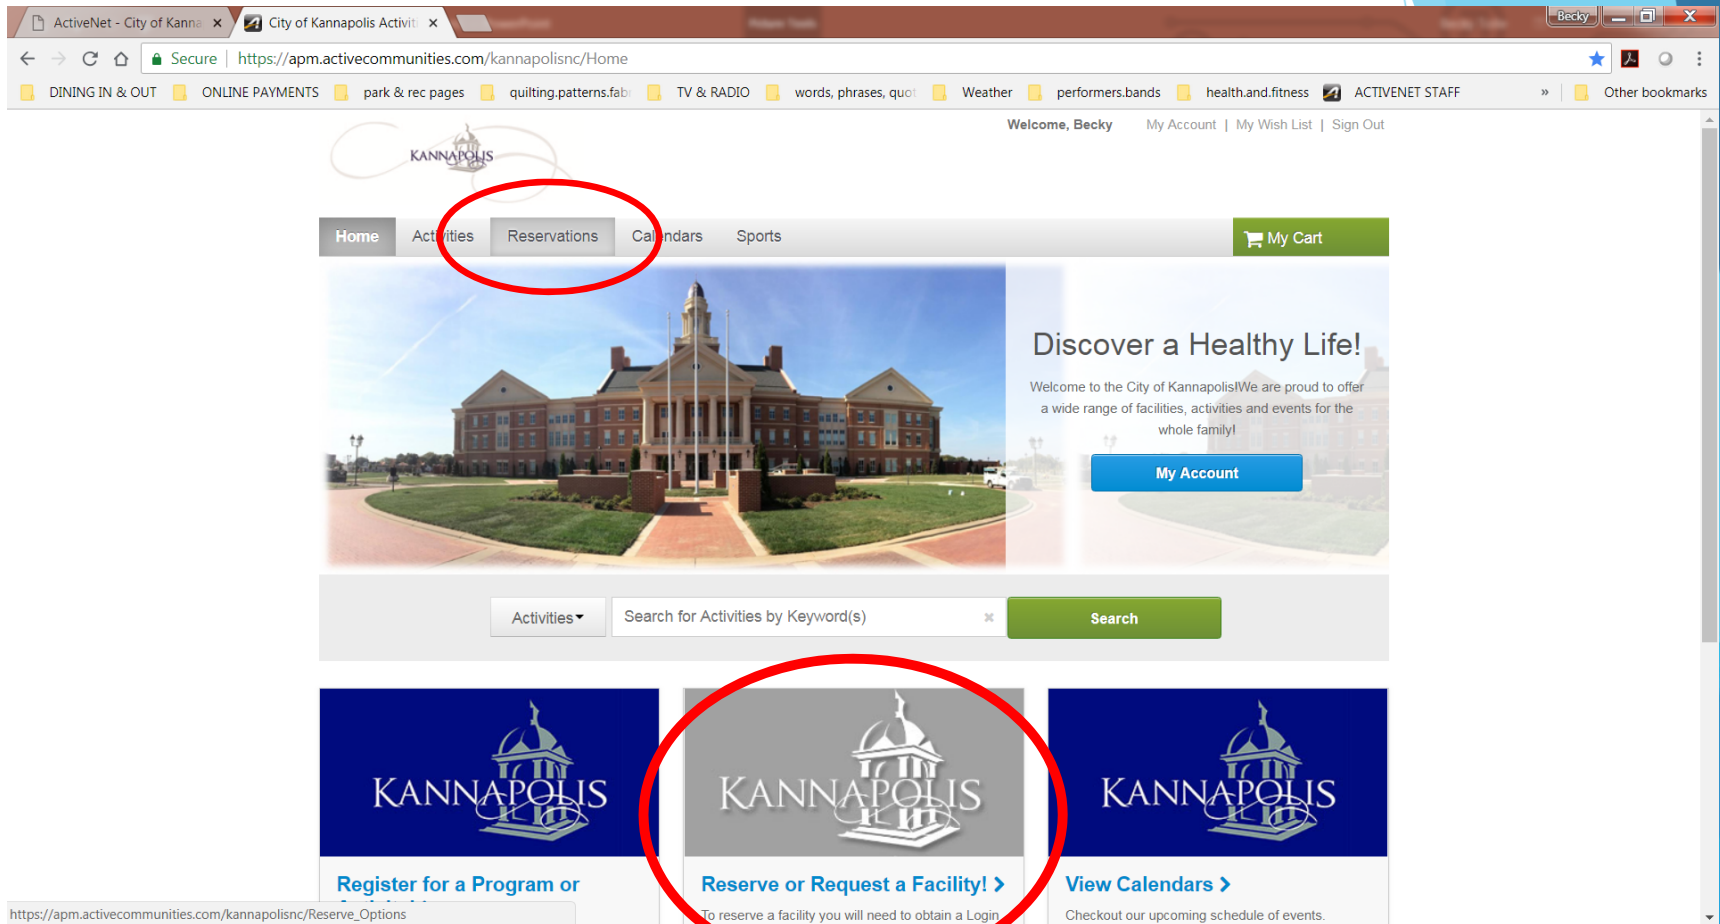 ActiveNet - City of Kanna
City of Kannapolis Activit
Becky
Secure | https://apm.activecommunities.com/kannapolisnc/Home
DINING IN & OUT
ONLINE PAYMENTS
park & rec pages
quilting.patterns.fab
TV & RADIO
words, phrases, quot
Weather
performers.bands
health.and.fitness
ACTIVENET STAFF
»
Other bookmarks
Welcome, Becky
My Account | My Wish List | Sign Out
KANNAPOLIS
Home
Activities
Reservations
Calendars
Sports
My Cart
Discover a Healthy Life!
Welcome to the City of Kannapolis!We are proud to offer
a wide range of facilities, activities and events for the
whole family!
My Account
Activities
Search for Activities by Keyword(s)
Search
KANNAPOLIS
KANNAPOLIS
KANNAPOLIS
Register for a Program or
Reserve or Request a Facility!
To reserve a facility you will need to obtain a Login
View Calendars
Checkout our upcoming schedule of events.
https://apm.activecommunities.com/kannapolisnc/Reserve_Options